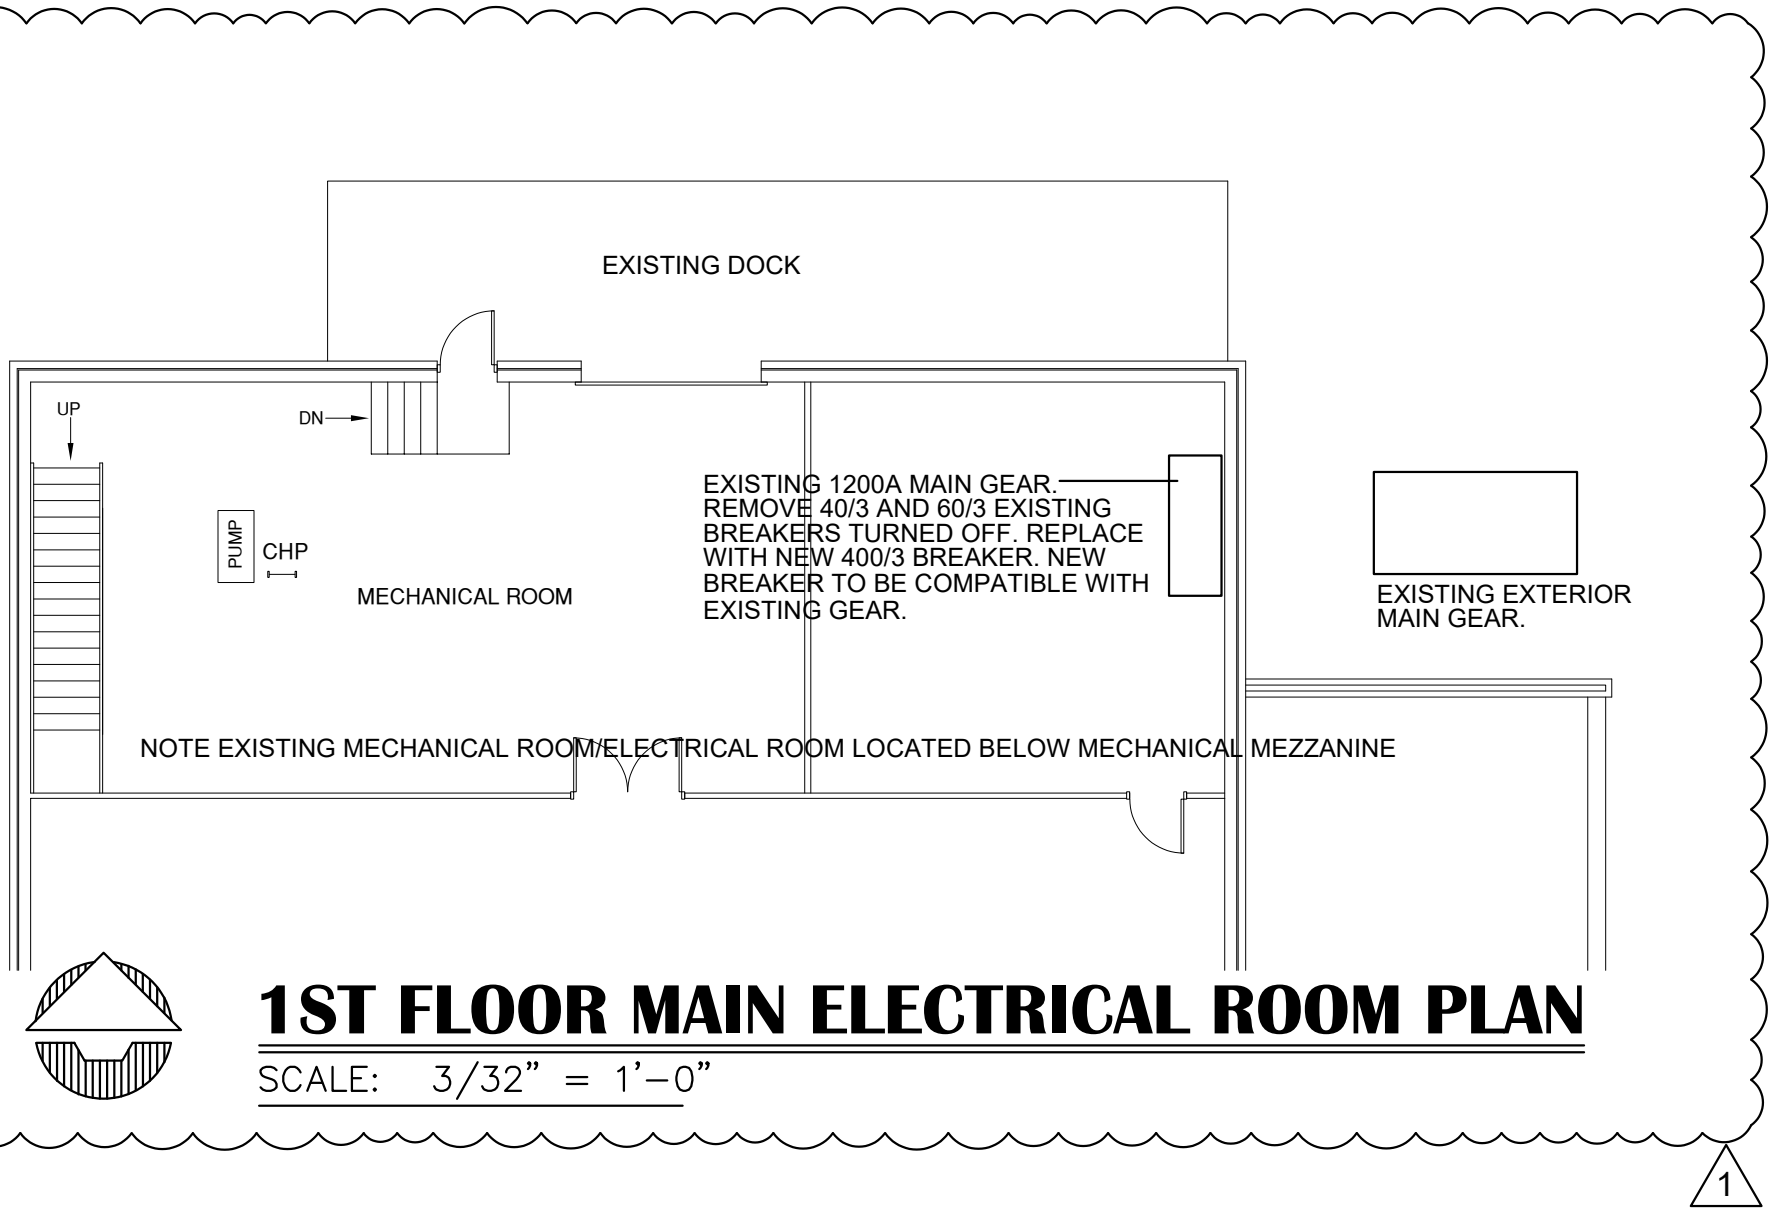 EXISTING DOCK
UP
DN
EXISTING 1200A MAIN GEAR.
REMOVE 40/3 AND 60/3 EXISTING
BREAKERS TURNED OFF. REPLACE
WITH NEW 400/3 BREAKER. NEW
BREAKER TO BE COMPATIBLE WITH
EXISTING GEAR.
PUMP
CHP
MECHANICAL ROOM
EXISTING EXTERIOR
MAIN GEAR.
NOTE EXISTING MECHANICAL ROOM/ELECTRICAL ROOM LOCATED BELOW MECHANICAL MEZZANINE
1ST FLOOR MAIN ELECTRICAL ROOM PLAN
SCALE: 3/32” = 1’-0”
1